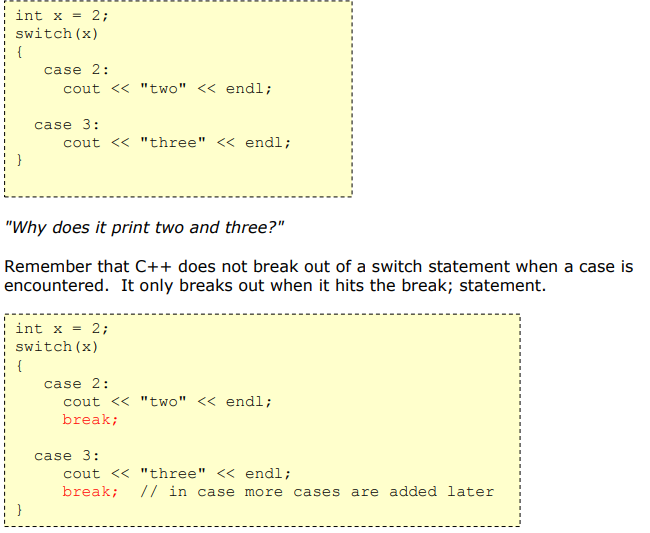 int x = 2;
switch(x)
{
   case 2:
     cout << "two" << endl;
  case 3:
     cout << "three" << endl;
}
"Why does it print two and three?"
Remember that C++ does not break out of a switch statement when a case is
encountered.  It only breaks out when it hits the break; statement.
int x = 2;
switch(x)
{
   case 2:
     cout << "two" << endl;
     break;
  case 3:
     cout << "three" << endl;
     break;  // in case more cases are added later
}